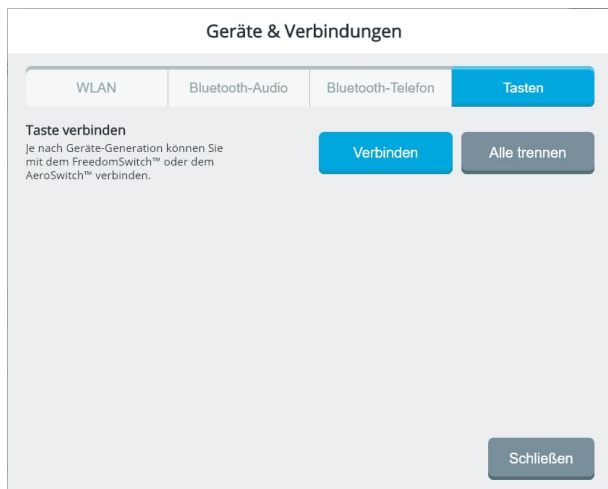 Geräte & Verbindungen
WLAN Bluetooth-Audio Bluetooth-Telefon Tasten
Taste verbinden
Je nach Geräte-Generation können Sie
mit dem FreedomSwitch™ oder dem
AeroSwitch™ verbinden.
Verbinden Alle trennen
Schließen